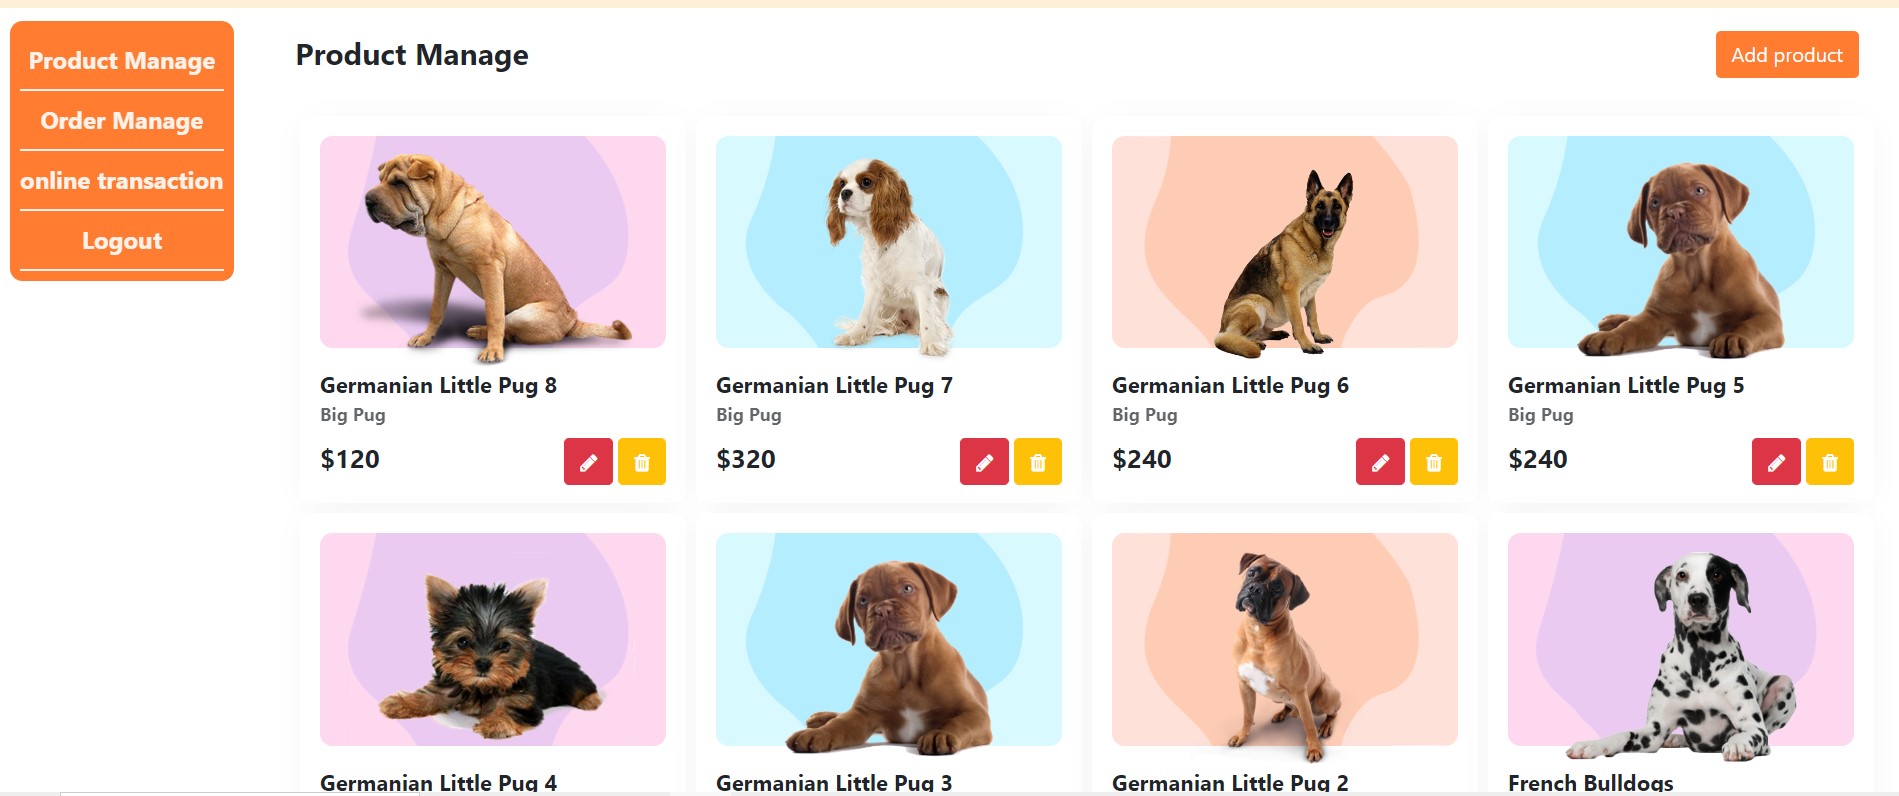 Product Manage
Order Manage
online transaction
Logout
Product Manage
Add product
Germanian Little Pug 8
Big Pug
$120
Germanian Little Pug 7
Big Pug
$320
Germanian Little Pug 6
Big Pug
$240
Germanian Little Pug 5
Big Pug
$240
Germanian Little Pug 4
Germanian Little Pug 3
Germanian Little Pug 2
French Bulldogs